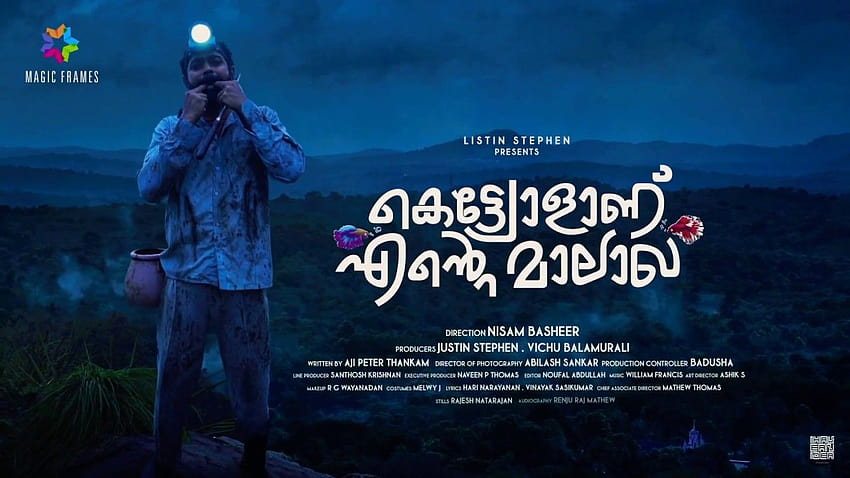 MAGIC FRAMES
LISTIN STEPHEN
PRESENTS
കെട്ട്യോളാണ്
എന്റെ മാലാഖ
DIRECTION NISAM BASHEER
PRODUCERS JUSTIN STEPHEN . VICHU BALAMURALI
WRITTEN BY AJI PETER THANKAM DIRECTOR OF PHOTOGRAPHY ABILASH SANKAR PRODUCTION CONTROLLER BADUSHA
LINE PRODUCER SANTHOSH KRISHNAN EXECUTIVE PRODUCER NAVEEN P THOMAS EDITOR NOUFAL ABDULLAH MUSIC WILLIAM FRANCIS ART DIRECTOR ASHIK S
MAKEUP R G WAYANADAN COSTUMES MELWY J LYRICS HARI NARAYANAN . VINAYAK SASIKUMAR CHIEF ASSOCIATE DIRECTOR MATHEW THOMAS
STILLS RAJESH NATARAJAN AUDIOGRAPHY RENJU RAJ MATHEW